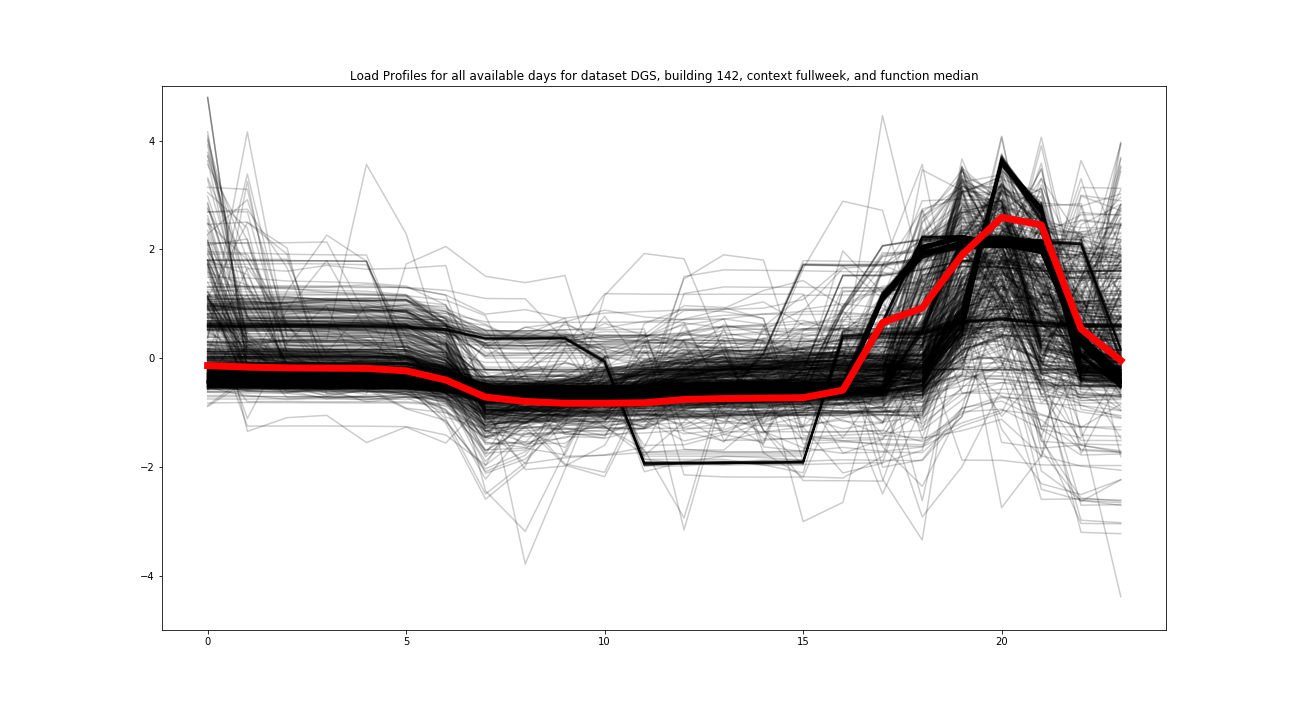 Load Profiles for all available days for dataset DGS, building 142, context fullweek, and function median
4
2
0
−2
−4
0 5 10 15 20